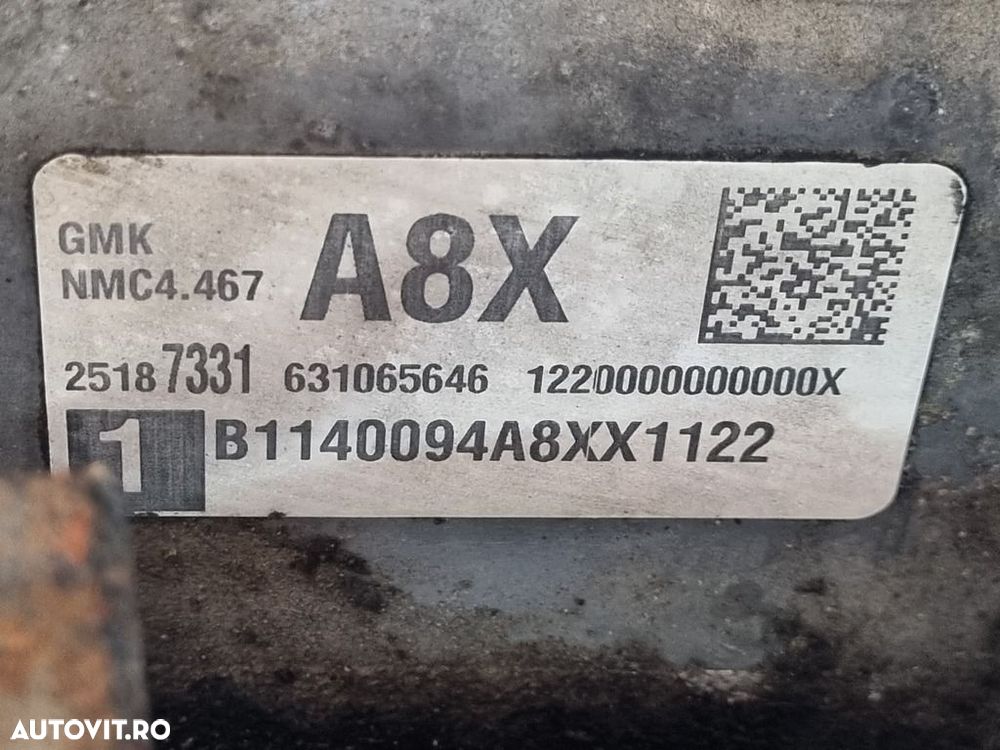 GMK
NMC4.467
A8X
25187331 631065646 1220000000000X
1 B1140094A8XX1122
AUTOVIT.RO